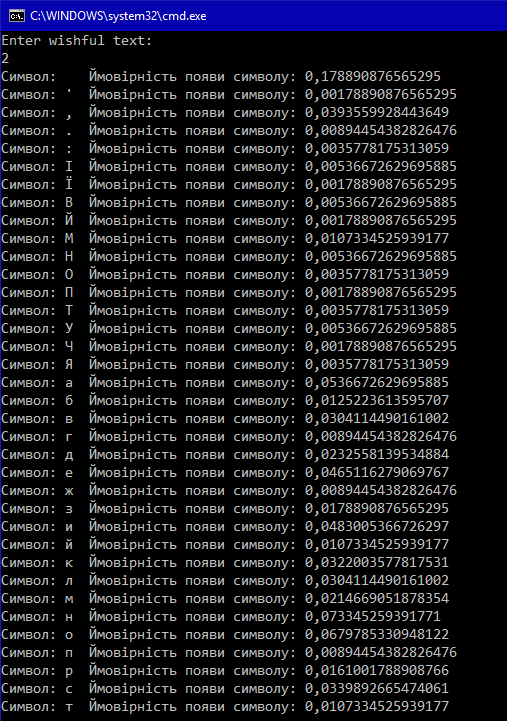 C:\WINDOWS\system32\cmd.exe
Enter wishful text:
2
Символ:   Ймовірність появи символу: 0,178890876565295
Символ: ' Ймовірність появи символу: 0,00178890876565295
Символ: , Ймовірність появи символу: 0,0393559928443649
Символ: . Ймовірність появи символу: 0,00894454382826476
Символ: : Ймовірність появи символу: 0,0035778175313059
Символ: І Ймовірність появи символу: 0,00536672629695885
Символ: Ї Ймовірність появи символу: 0,00178890876565295
Символ: В Ймовірність появи символу: 0,00536672629695885
Символ: Й Ймовірність появи символу: 0,00178890876565295
Символ: М Ймовірність появи символу: 0,0107334525939177
Символ: Н Ймовірність появи символу: 0,00536672629695885
Символ: О Ймовірність появи символу: 0,0035778175313059
Символ: П Ймовірність появи символу: 0,00178890876565295
Символ: Т Ймовірність появи символу: 0,0035778175313059
Символ: У Ймовірність появи символу: 0,00536672629695885
Символ: Ч Ймовірність появи символу: 0,00178890876565295
Символ: Я Ймовірність появи символу: 0,0035778175313059
Символ: а Ймовірність появи символу: 0,0536672629695885
Символ: б Ймовірність появи символу: 0,0125223613595707
Символ: в Ймовірність появи символу: 0,0304114490161002
Символ: г Ймовірність появи символу: 0,00894454382826476
Символ: д Ймовірність появи символу: 0,0232558139534884
Символ: е Ймовірність появи символу: 0,0465116279069767
Символ: ж Ймовірність появи символу: 0,00894454382826476
Символ: з Ймовірність появи символу: 0,0178890876565295
Символ: и Ймовірність появи символу: 0,0483005366726297
Символ: й Ймовірність появи символу: 0,0107334525939177
Символ: к Ймовірність появи символу: 0,0322003577817531
Символ: л Ймовірність появи символу: 0,0304114490161002
Символ: м Ймовірність появи символу: 0,0214669051878354
Символ: н Ймовірність появи символу: 0,073345259391771
Символ: о Ймовірність появи символу: 0,0679785330948122
Символ: п Ймовірність появи символу: 0,00894454382826476
Символ: р Ймовірність появи символу: 0,0161001788908766
Символ: с Ймовірність появи символу: 0,0339892665474061
Символ: т Ймовірність появи символу: 0,0107334525939177